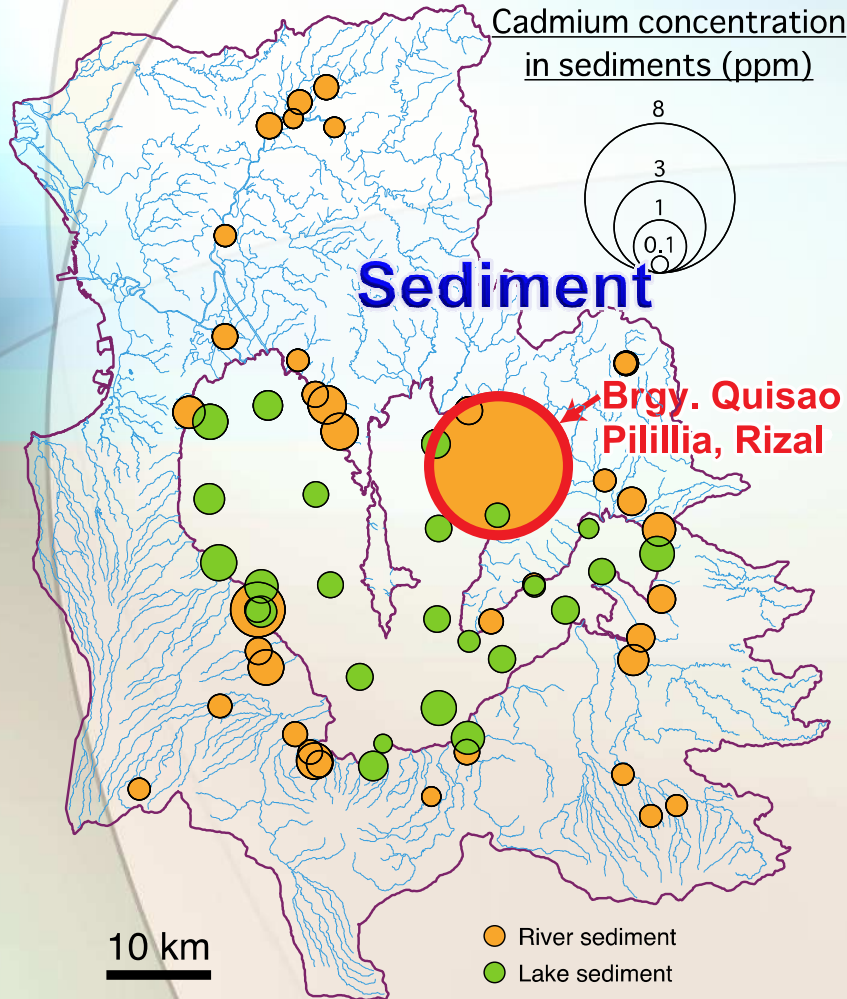 Cadmium concentration
in sediments (ppm)
8
3
1
0.1
Sediment
Brgy. Quisao
Pilillia, Rizal
10 km
River sediment
Lake sediment